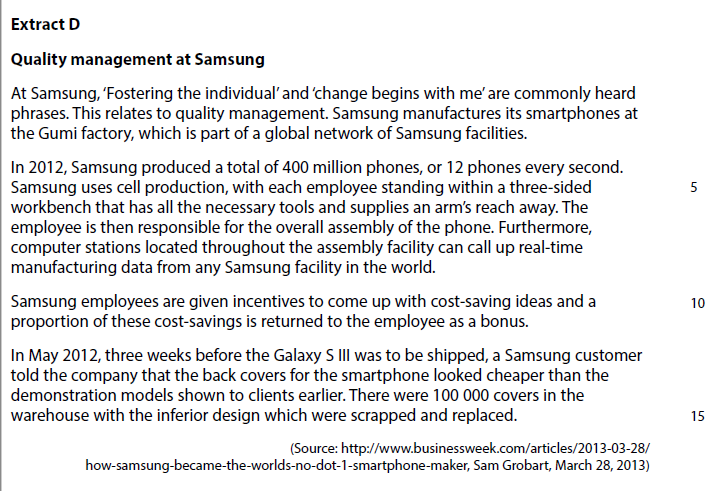 Extract D
Quality management at Samsung
At Samsung, ‘Fostering the individual’ and ‘change begins with me’ are commonly heard
phrases. This relates to quality management. Samsung manufactures its smartphones at
the Gumi factory, which is part of a global network of Samsung facilities.
In 2012, Samsung produced a total of 400 million phones, or 12 phones every second.
Samsung uses cell production, with each employee standing within a three-sided 5
workbench that has all the necessary tools and supplies an arm’s reach away. The
employee is then responsible for the overall assembly of the phone. Furthermore,
computer stations located throughout the assembly facility can call up real-time
manufacturing data from any Samsung facility in the world.
Samsung employees are given incentives to come up with cost-saving ideas and a 10
proportion of these cost-savings is returned to the employee as a bonus.
In May 2012, three weeks before the Galaxy S III was to be shipped, a Samsung customer
told the company that the back covers for the smartphone looked cheaper than the
demonstration models shown to clients earlier. There were 100 000 covers in the
warehouse with the inferior design which were scrapped and replaced. 15
(Source: http://www.businessweek.com/articles/2013-03-28/
how-samsung-became-the-worlds-no-dot-1-smartphone-maker, Sam Grobart, March 28, 2013)